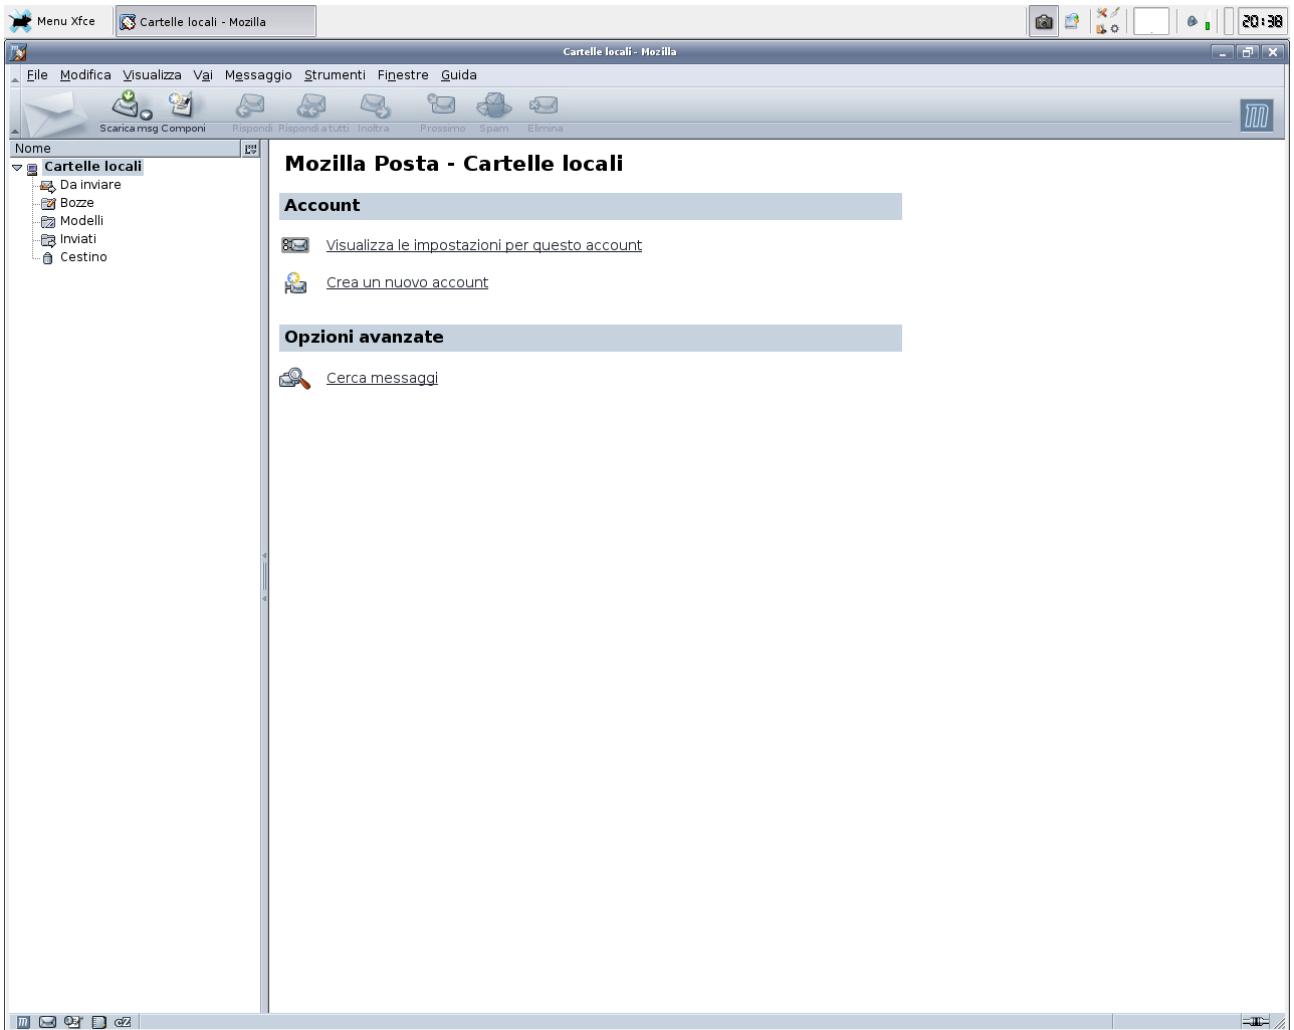 Menu Xfce Cartelle locali - Mozilla 20:38
Cartelle locali - Mozilla
File Modifica Visualizza Vai Messaggio Strumenti Finestre Guida
Scarica msg Componi Rispondi Rispondi a tutti Inoltra Prossimo Spam Elimina
Nome
Cartelle locali
Da inviare
Bozze
Modelli
Inviati
Cestino
Mozilla Posta - Cartelle locali
Account
Visualizza le impostazioni per questo account
Crea un nuovo account
Opzioni avanzate
Cerca messaggi